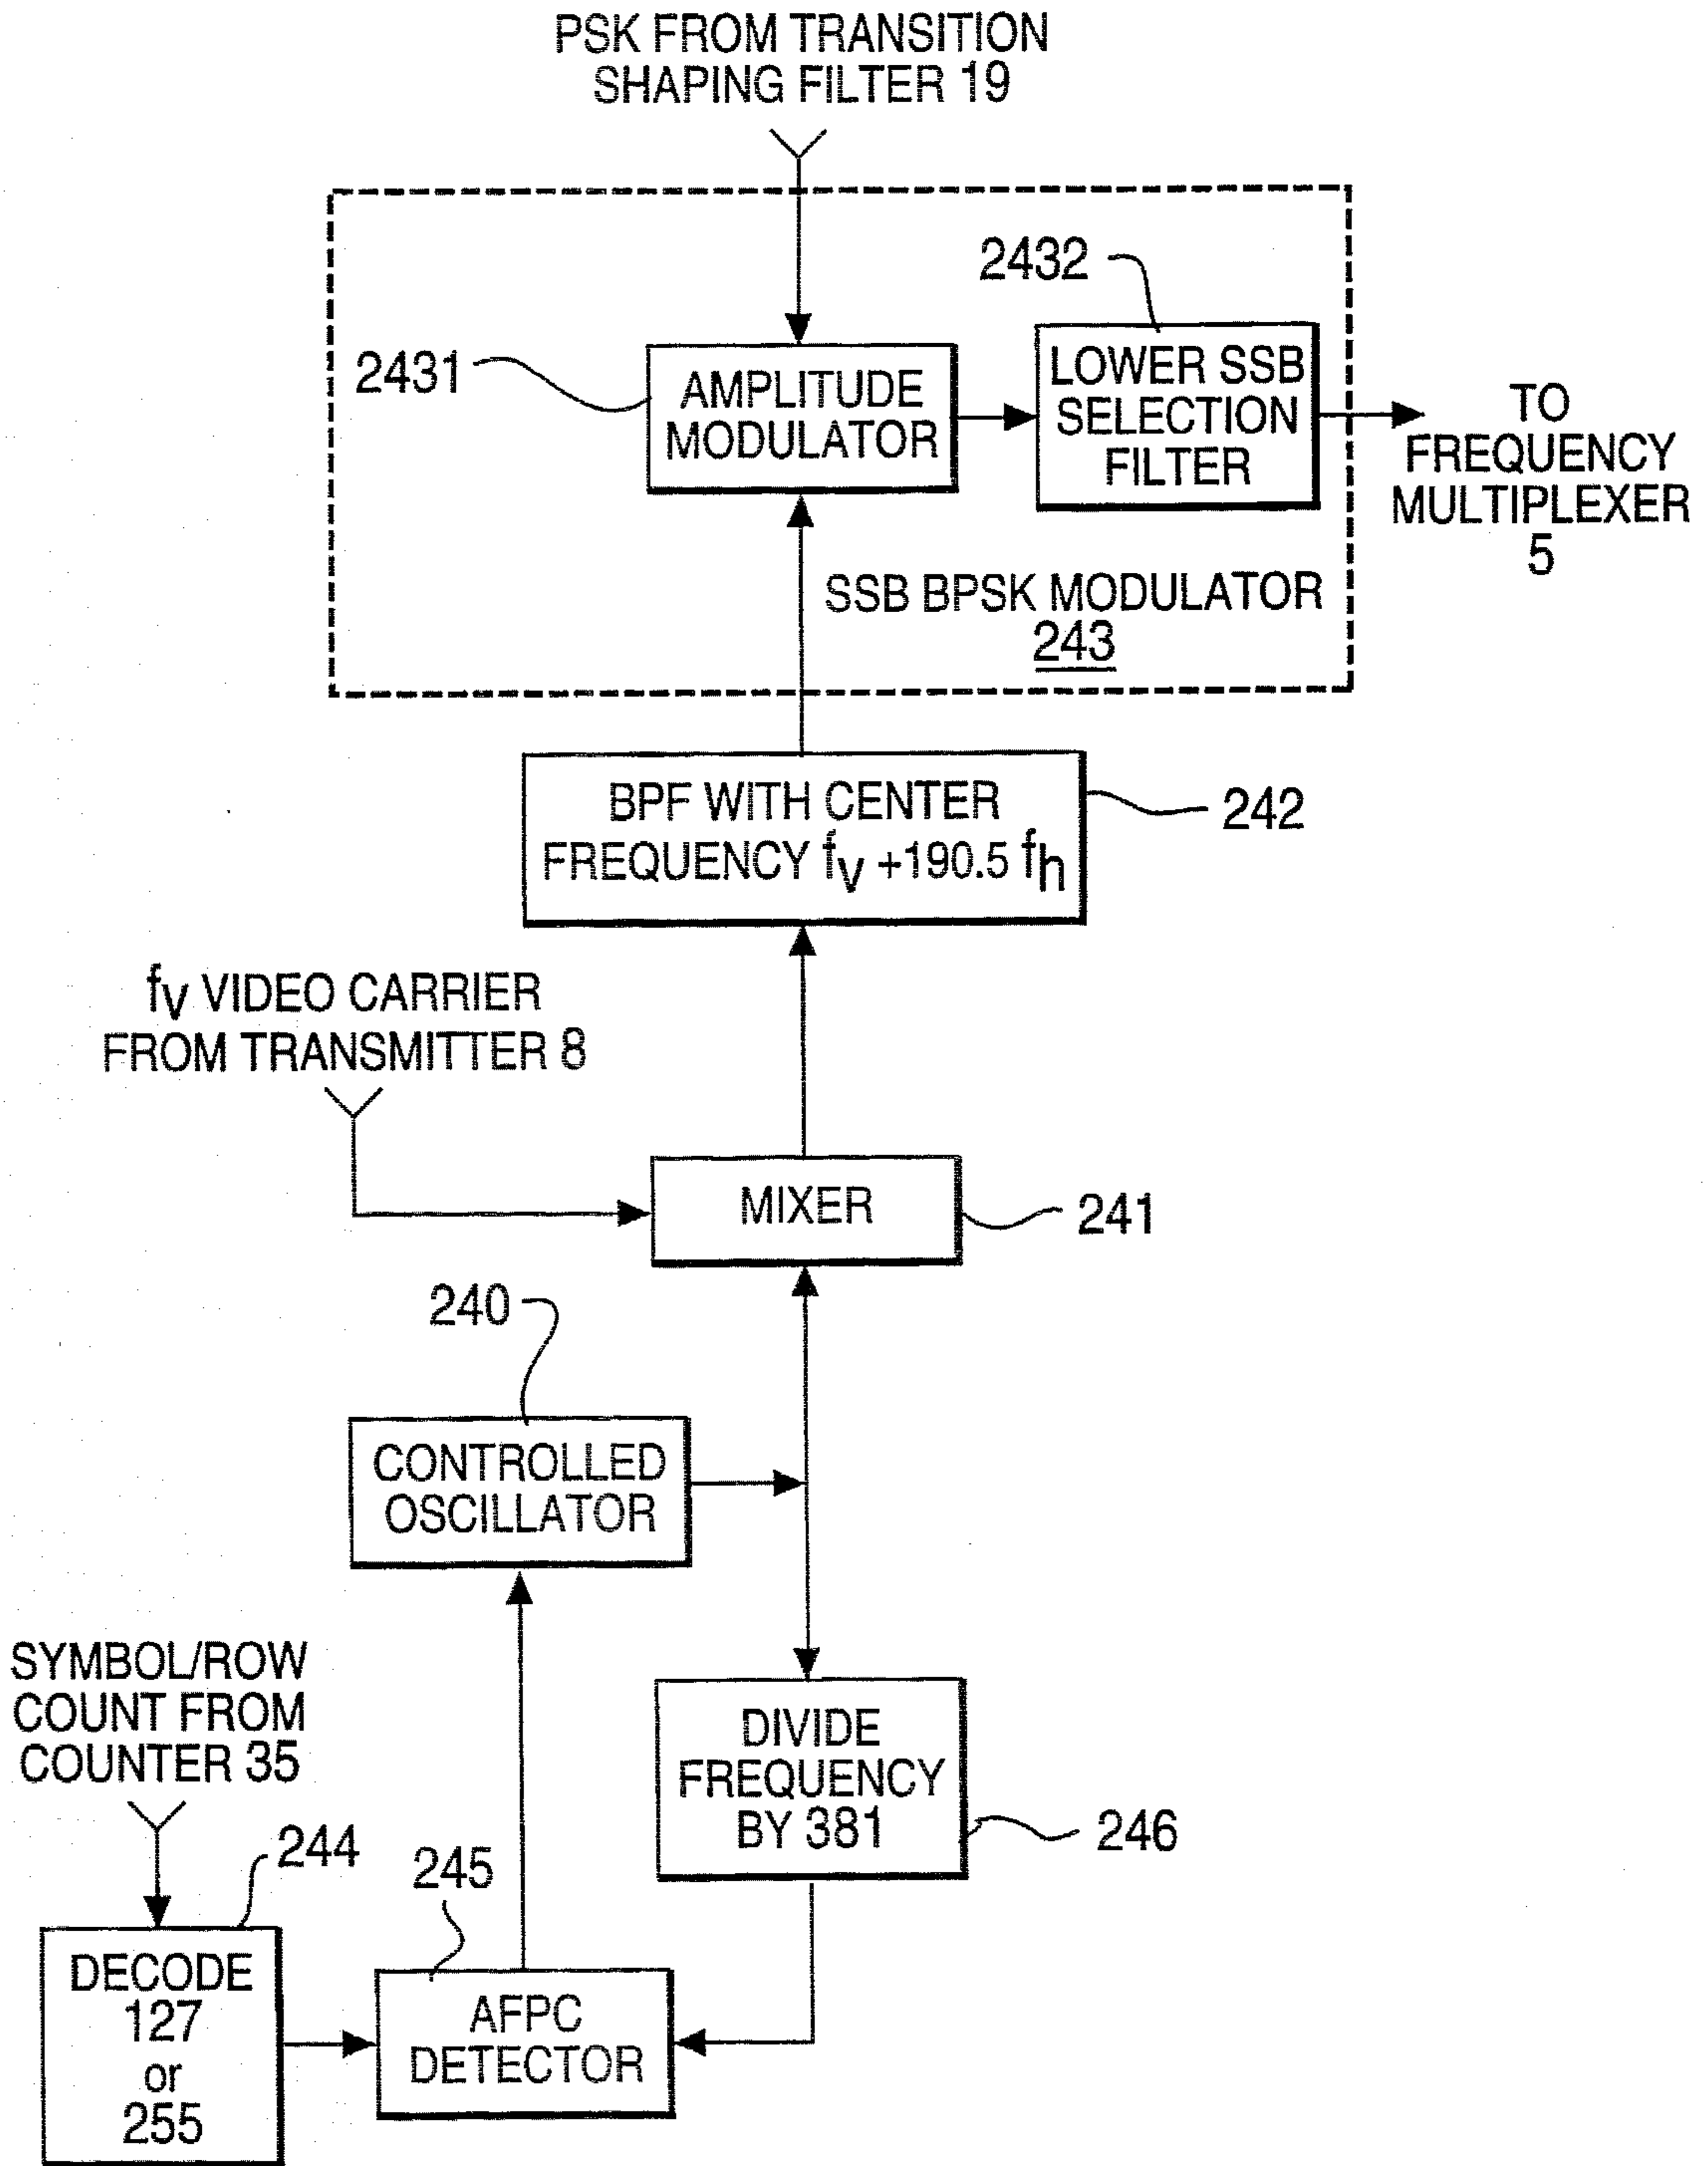 PSK FROM TRANSITION
SHAPING FILTER 19
2432
2431
AMPLITUDE
MODULATOR
LOWER SSB
SELECTION
FILTER
TO
FREQUENCY
MULTIPLEXER
5
SSB BPSK MODULATOR
243
BPF WITH CENTER
FREQUENCY fv +190.5 fh
242
fv VIDEO CARRIER
FROM TRANSMITTER 8
MIXER
241
240
CONTROLLED
OSCILLATOR
SYMBOL/ROW
COUNT FROM
COUNTER 35
DIVIDE
FREQUENCY
BY 381
246
244
245
DECODE
127
or
255
AFPC
DETECTOR